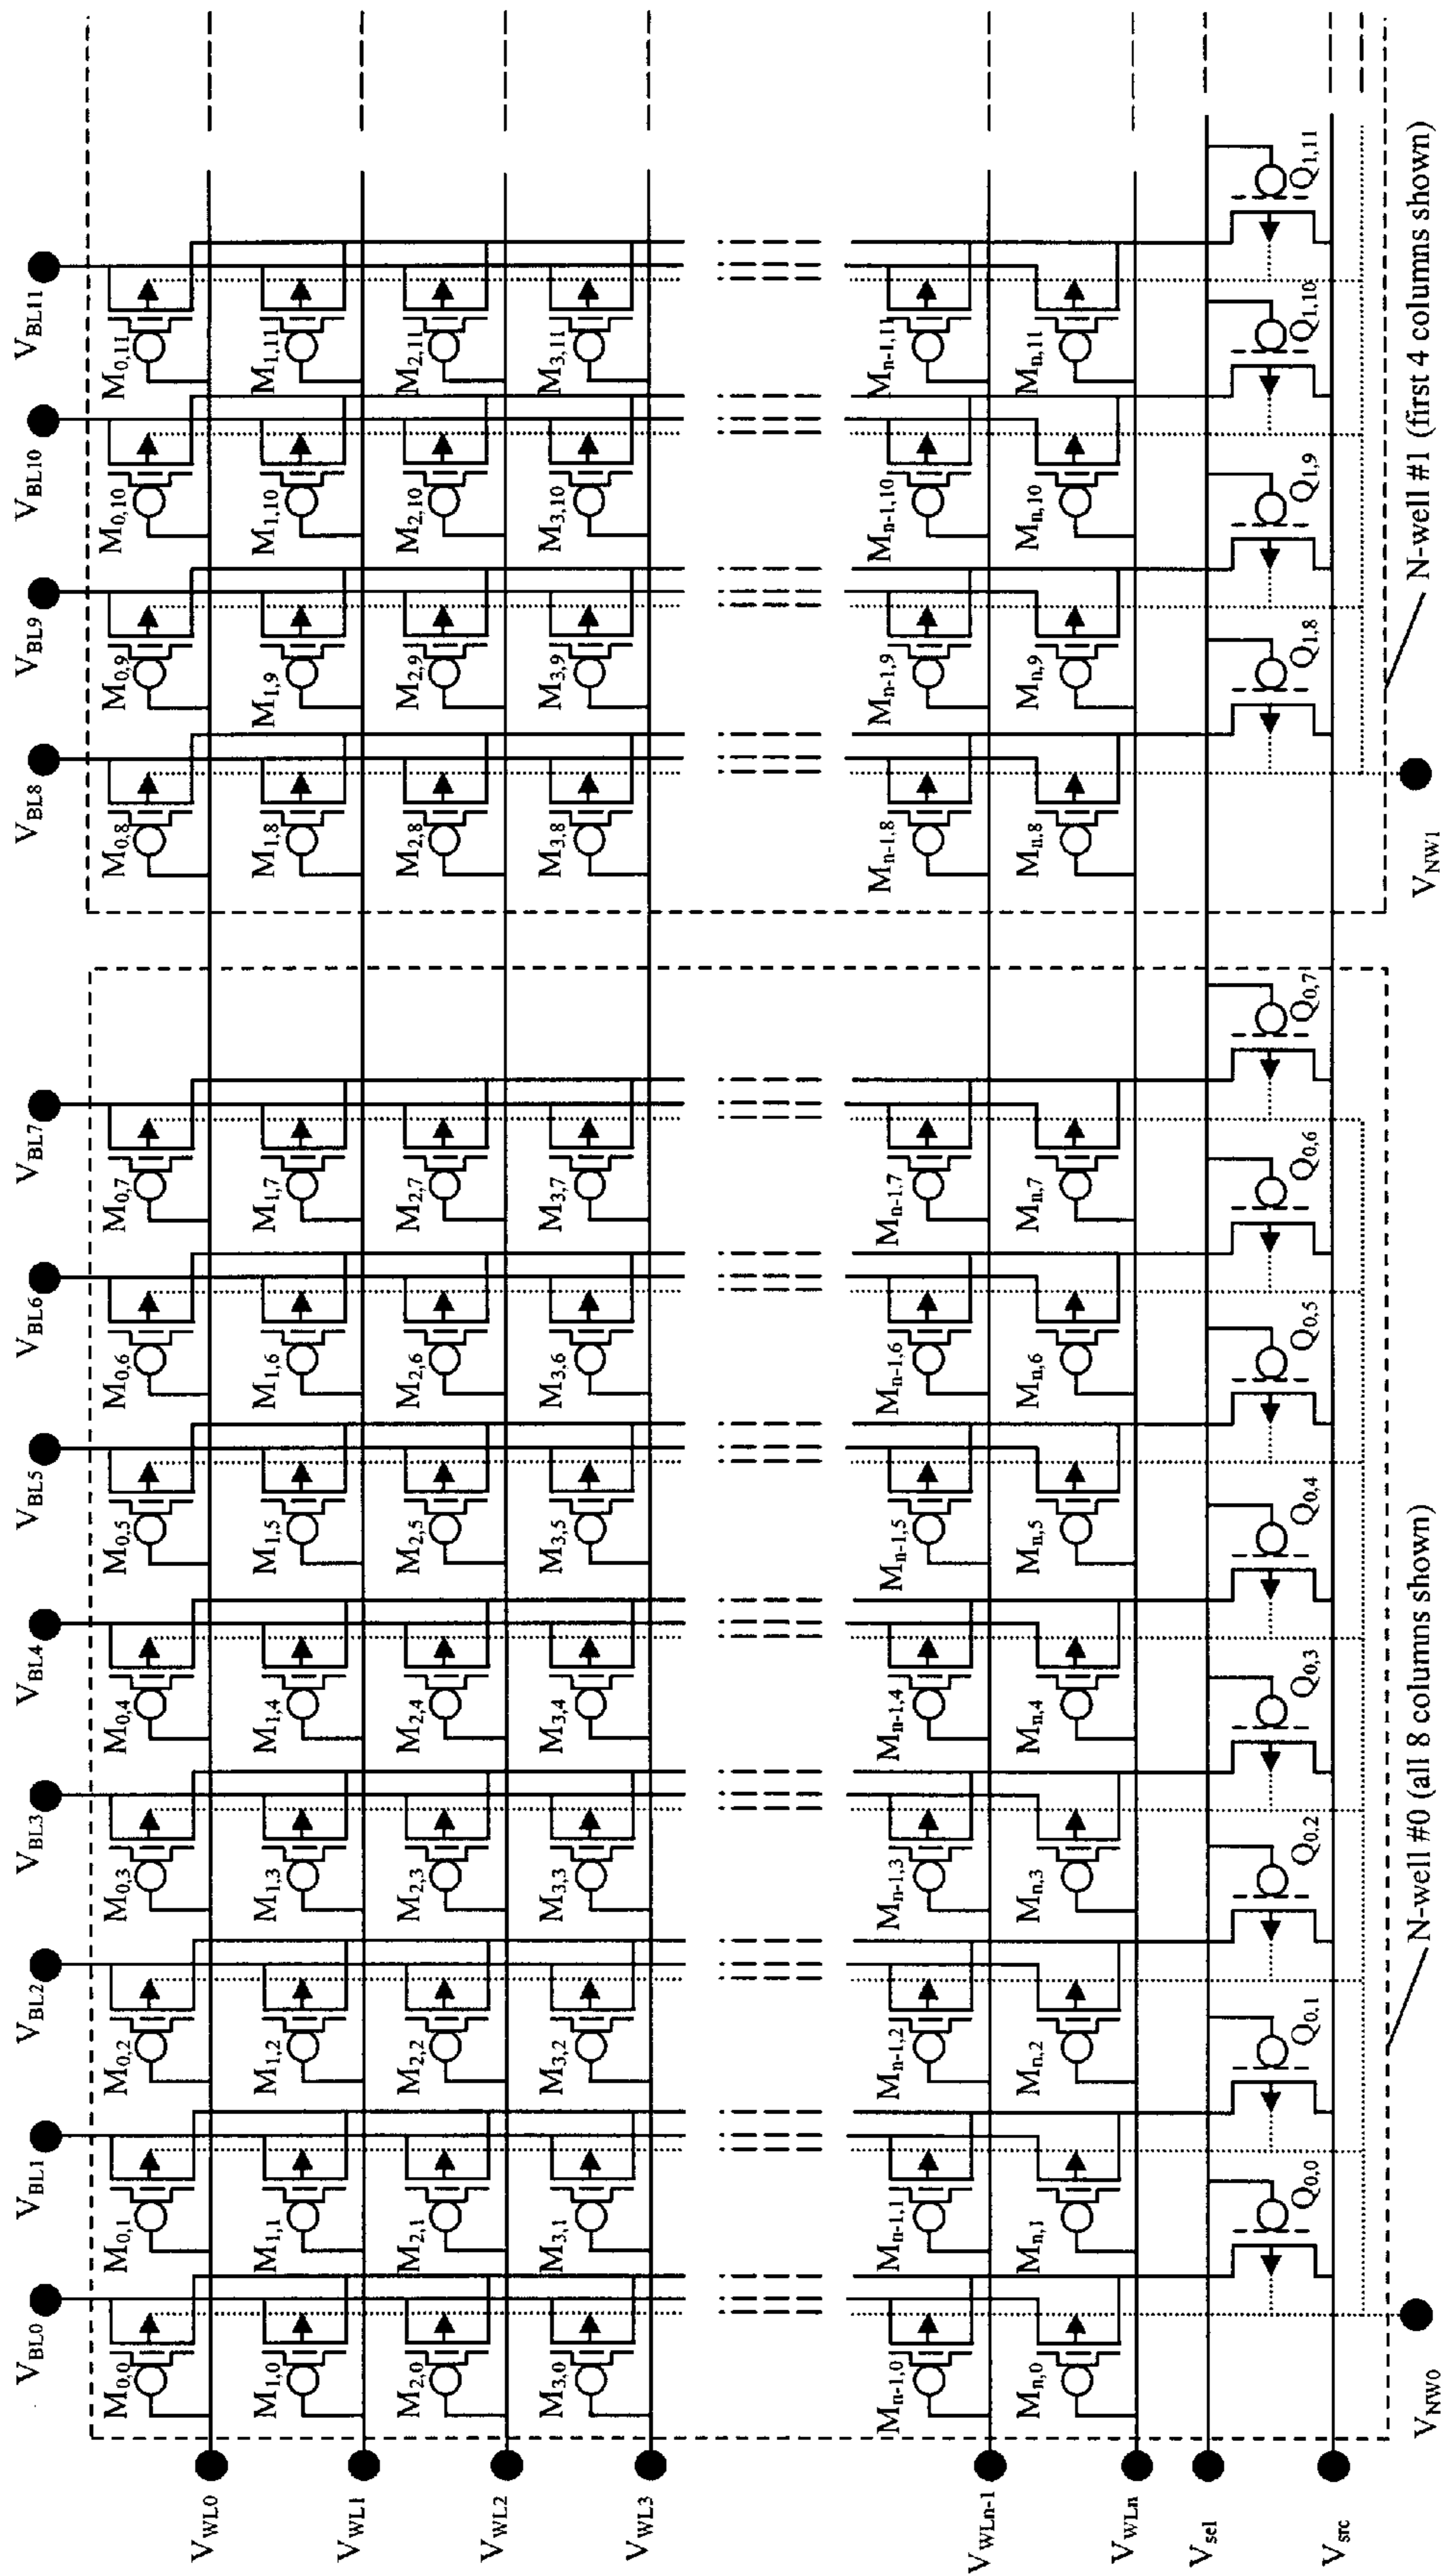 V_BL0 V_BL1 V_BL2 V_BL3 V_BL4 V_BL5 V_BL6 V_BL7 V_BL8 V_BL9 V_BL10 V_BL11
M_0,0 M_0,1 M_0,2 M_0,3 M_0,4 M_0,5 M_0,6 M_0,7 M_0,8 M_0,9 M_0,10 M_0,11
V_WL0
M_1,0 M_1,1 M_1,2 M_1,3 M_1,4 M_1,5 M_1,6 M_1,7 M_1,8 M_1,9 M_1,10 M_1,11
V_WL1
M_2,0 M_2,1 M_2,2 M_2,3 M_2,4 M_2,5 M_2,6 M_2,7 M_2,8 M_2,9 M_2,10 M_2,11
V_WL2
M_3,0 M_3,1 M_3,2 M_3,3 M_3,4 M_3,5 M_3,6 M_3,7 M_3,8 M_3,9 M_3,10 M_3,11
V_WL3
M_n-1,0 M_n-1,1 M_n-1,2 M_n-1,3 M_n-1,4 M_n-1,5 M_n-1,6 M_n-1,7 M_n-1,8 M_n-1,9 M_n-1,10 M_n-1,11
V_WLn-1
M_n,0 M_n,1 M_n,2 M_n,3 M_n,4 M_n,5 M_n,6 M_n,7 M_n,8 M_n,9 M_n,10 M_n,11
V_WLn
V_sel
Q_0,0 Q_0,1 Q_0,2 Q_0,3 Q_0,4 Q_0,5 Q_0,6 Q_0,7 Q_1,8 Q_1,9 Q_1,10 Q_1,11
V_src
V_NW0
N-well #0 (all 8 columns shown)
V_NW1
N-well #1 (first 4 columns shown)